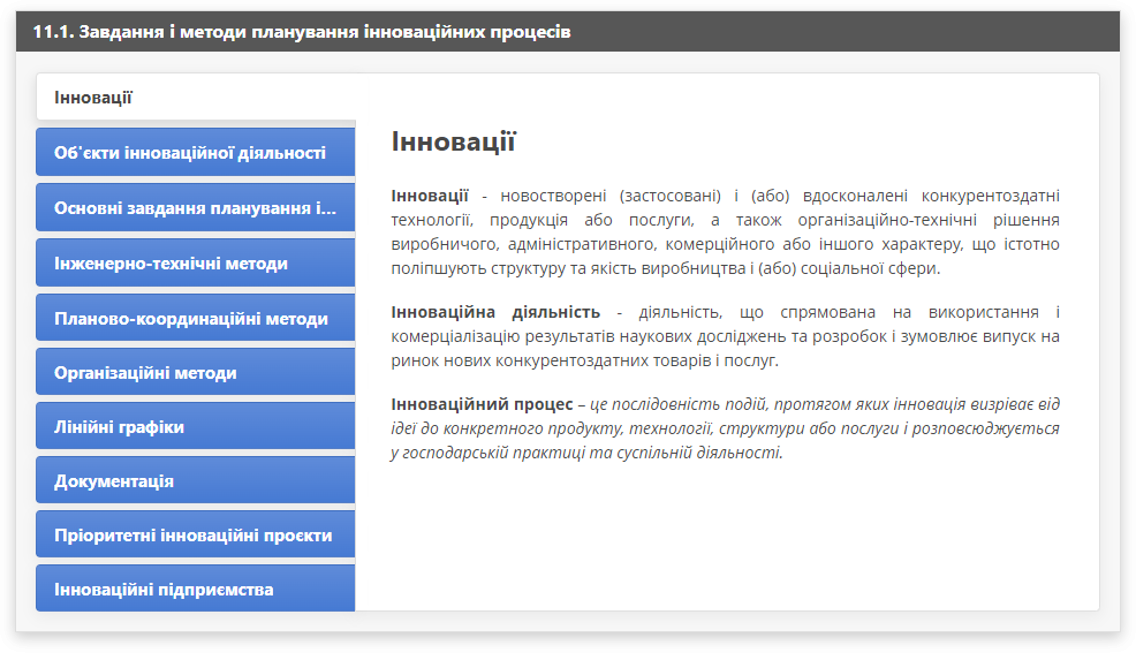 11.1. Завдання і методи планування інноваційних процесів
Інновації
Об'єкти інноваційної діяльності
Основні завдання планування і...
Інженерно-технічні методи
Планово-координаційні методи
Організаційні методи
Лінійні графіки
Документація
Пріоритетні інноваційні проєкти
Інноваційні підприємства
Інновації
Інновації - новостворені (застосовані) і (або) вдосконалені конкурентоздатні
технології, продукція або послуги, а також організаційно-технічні рішення
виробничого, адміністративного, комерційного або іншого характеру, що істотно
поліпшують структуру та якість виробництва і (або) соціальної сфери.
Інноваційна діяльність - діяльність, що спрямована на використання і
комерціалізацію результатів наукових досліджень та розробок і зумовлює випуск на
ринок нових конкурентоздатних товарів і послуг.
Інноваційний процес – це послідовність подій, протягом яких інновація визріває від
ідеї до конкретного продукту, технології, структури або послуги і розповсюджується
у господарській практиці та суспільній діяльності.